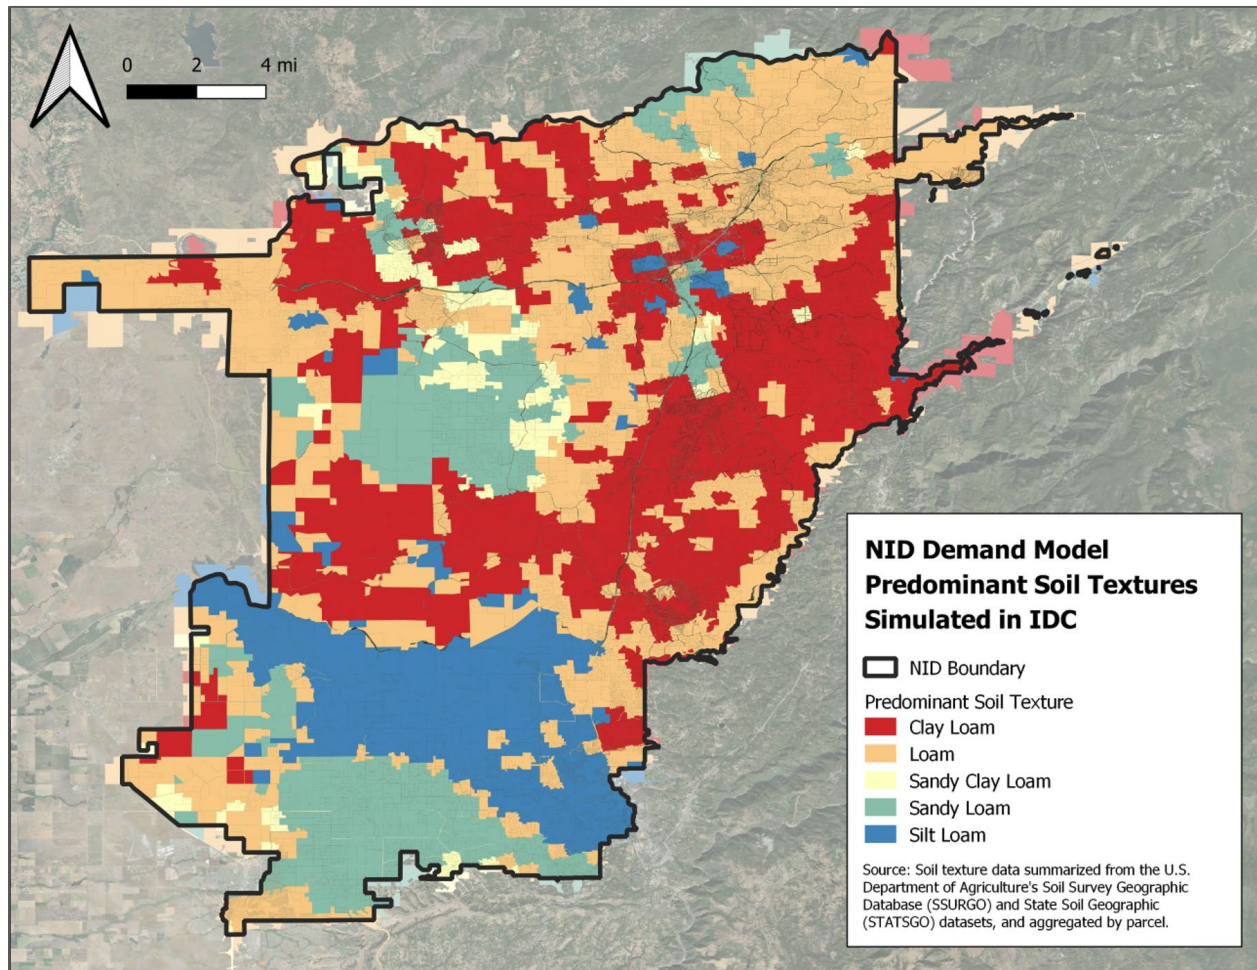 0 2 4 mi
NID Demand Model
Predominant Soil Textures
Simulated in IDC
NID Boundary
Predominant Soil Texture
Clay Loam
Loam
Sandy Clay Loam
Sandy Loam
Silt Loam
Source: Soil texture data summarized from the U.S.
Department of Agriculture's Soil Survey Geographic
Database (SSURGO) and State Soil Geographic
(STATSGO) datasets, and aggregated by parcel.